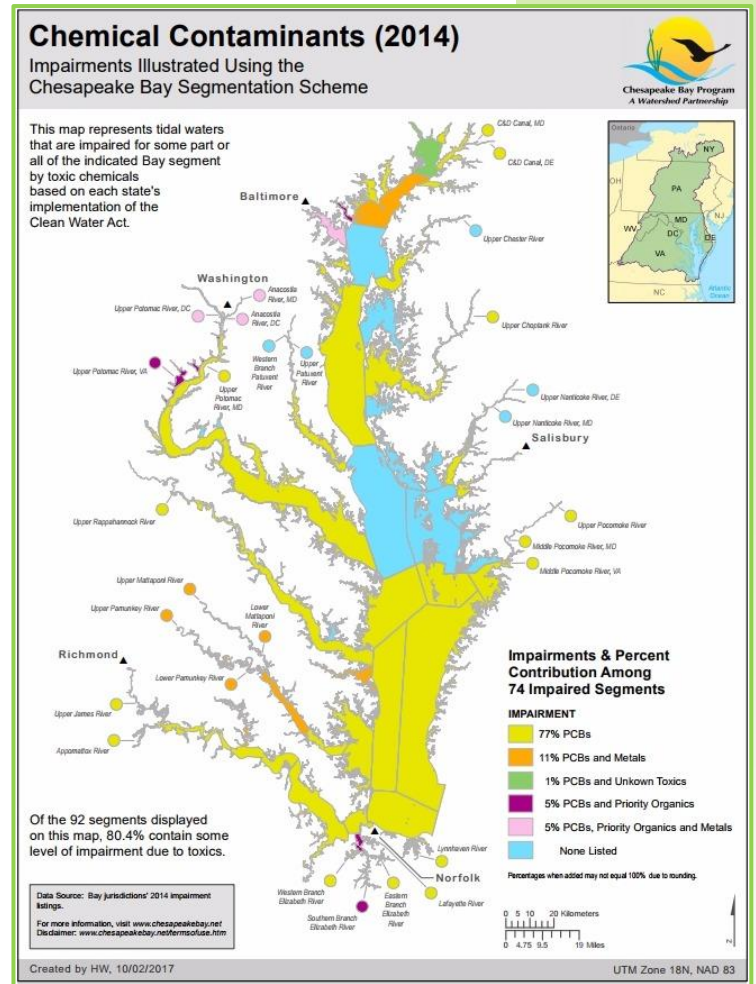 Chemical Contaminants (2014)
Impairments Illustrated Using the
Chesapeake Bay Segmentation Scheme
Chesapeake Bay Program
A Watershed Partnership
This map represents tidal waters
that are impaired for some part or
all of the indicated Bay segment
by toxic chemicals
based on each state's
implementation of the
Clean Water Act.
C&D Canal, MD
C&D Canal, DE
Ontario
NY
OH
PA
NJ
MD
WV
DC
DE
VA
NC
Atlantic
Ocean
Baltimore
Upper Chester River
Washington
Anacostia
River, MD
Upper Potomac River, DC
Anacostia
River, DC
Upper Choptank River
Western
Branch
Patuxent
River
Upper
Patuxent
River
Upper Potomac River, VA
Upper
Potomac
River, MD
Upper Nanticoke River, DE
Upper Nanticoke River, MD
Salisbury
Upper Rappahannock River
Upper Pocomoke River
Middle Pocomoke River, MD
Middle Pocomoke River, VA
Upper Mattaponi River
Upper Pamunkey River
Lower
Mattaponi
River
Lower Pamunkey River
Richmond
Upper James River
Appomattox River
Impairments & Percent
Contribution Among
74 Impaired Segments
IMPAIRMENT
77% PCBs
11% PCBs and Metals
1% PCBs and Unkown Toxics
5% PCBs and Priority Organics
5% PCBs, Priority Organics and Metals
None Listed
Percentages when added may not equal 100% due to rounding.
Of the 92 segments displayed
on this map, 80.4% contain some
level of impairment due to toxics.
Lynnhaven River
Norfolk
Western Branch
Elizabeth River
Southern Branch
Elizabeth River
Eastern
Branch
Elizabeth
River
Lafayette River
Data Source: Bay jurisdictions' 2014 impairment
listings.
For more information, visit www.chesapeakebay.net
Disclaimer: www.chesapeakebay.net/termsofuse.htm
0 5 10 20 Kilometers
0 4.75 9.5 19 Miles
N
Created by HW, 10/02/2017
UTM Zone 18N, NAD 83